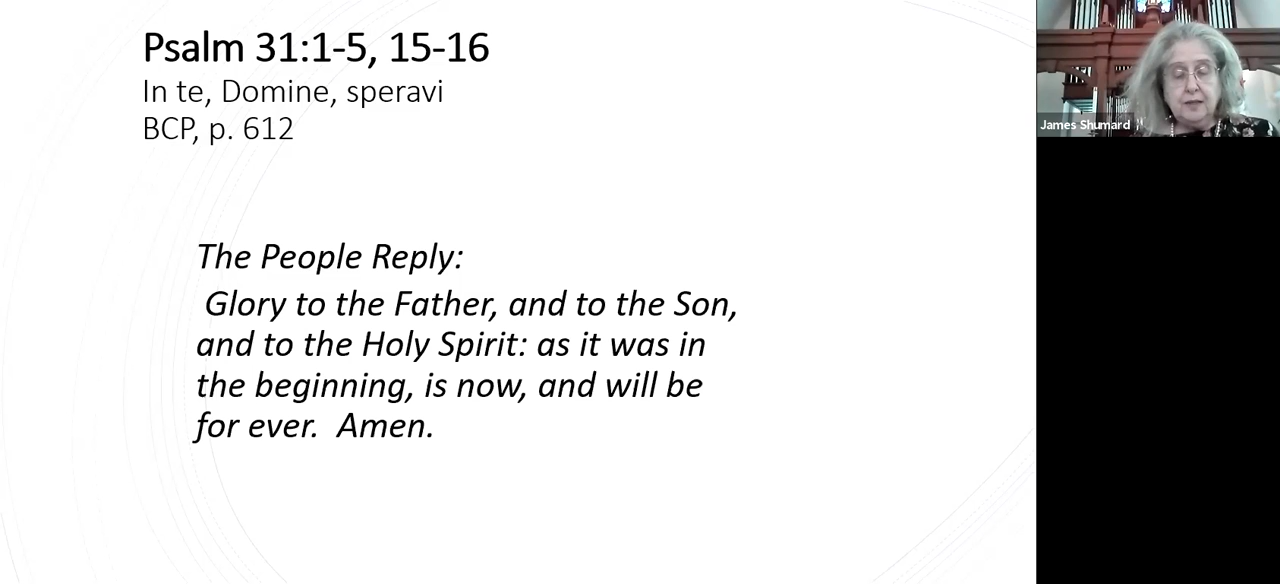 Psalm 31:1-5, 15-16
In te, Domine, speravi
BCP, p. 612
The People Reply:
Glory to the Father, and to the Son,
and to the Holy Spirit: as it was in
the beginning, is now, and will be
for ever. Amen.
James Shumard